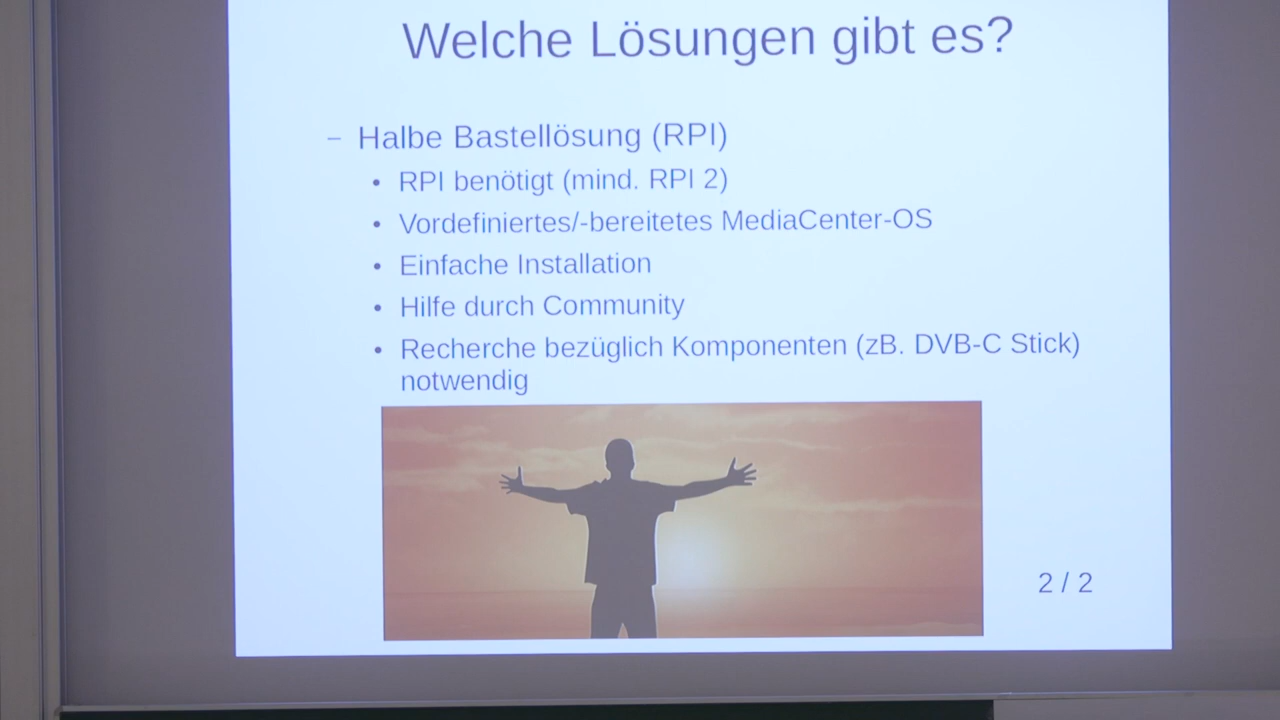 Welche Lösungen gibt es?
– Halbe Bastellösung (RPI)
• RPI benötigt (mind. RPI 2)
• Vordefiniertes/-bereitetes MediaCenter-OS
• Einfache Installation
• Hilfe durch Community
• Recherche bezüglich Komponenten (zB. DVB-C Stick)
notwendig
2 / 2